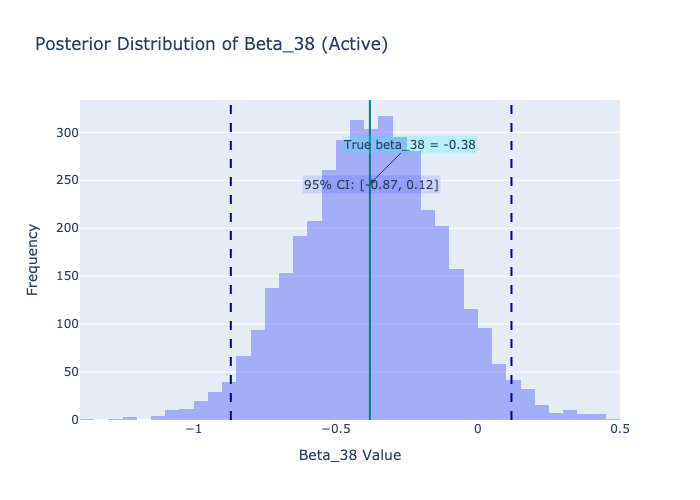 Posterior Distribution of Beta_38 (Active)
300
True beta_38 = -0.38
250
95% CI: [-0.87, 0.12]
200
150
100
50
0
Frequency
−1
−0.5
0
0.5
Beta_38 Value